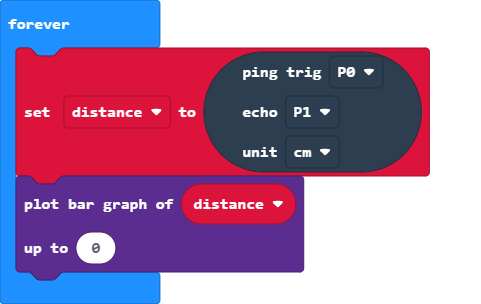 forever
ping trig P0
set distance to echo P1
unit cm
plot bar graph of distance
up to 0